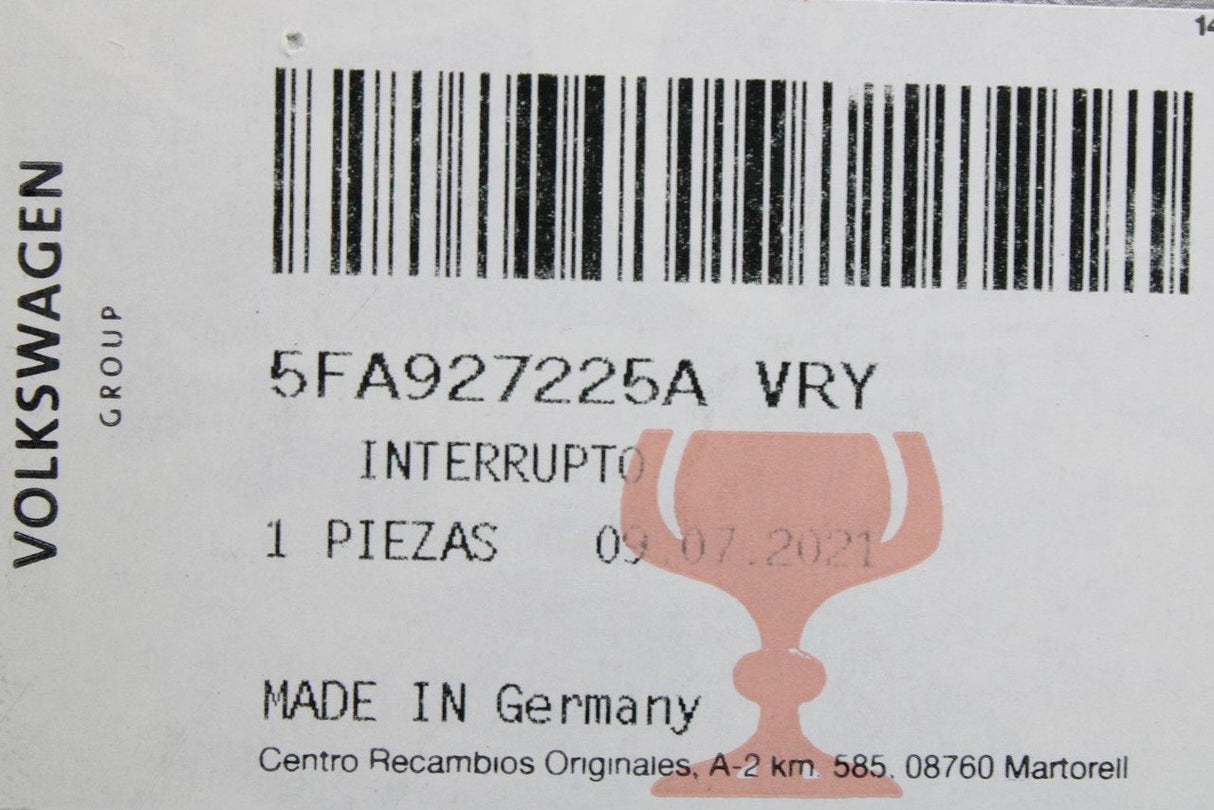 14
VOLKSWAGEN
GROUP
5FA927225A VRY
INTERRUPTO
1 PIEZAS 09.07.2021
MADE IN Germany
Centro Recambios Originales, A-2 km. 585. 08760 Martorell